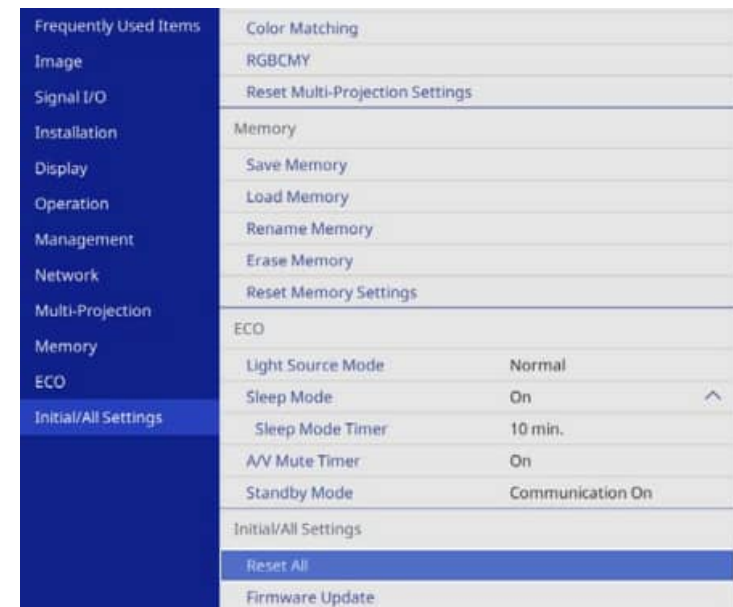 Frequently Used Items
Image
Signal I/O
Installation
Display
Operation
Management
Network
Multi-Projection
Memory
ECO
Initial/All Settings
Color Matching
RGBCMY
Reset Multi-Projection Settings
Memory
Save Memory
Load Memory
Rename Memory
Erase Memory
Reset Memory Settings
ECO
Light Source Mode Normal
Sleep Mode On
Sleep Mode Timer 10 min.
A/V Mute Timer On
Standby Mode Communication On
Initial/All Settings
Reset All
Firmware Update